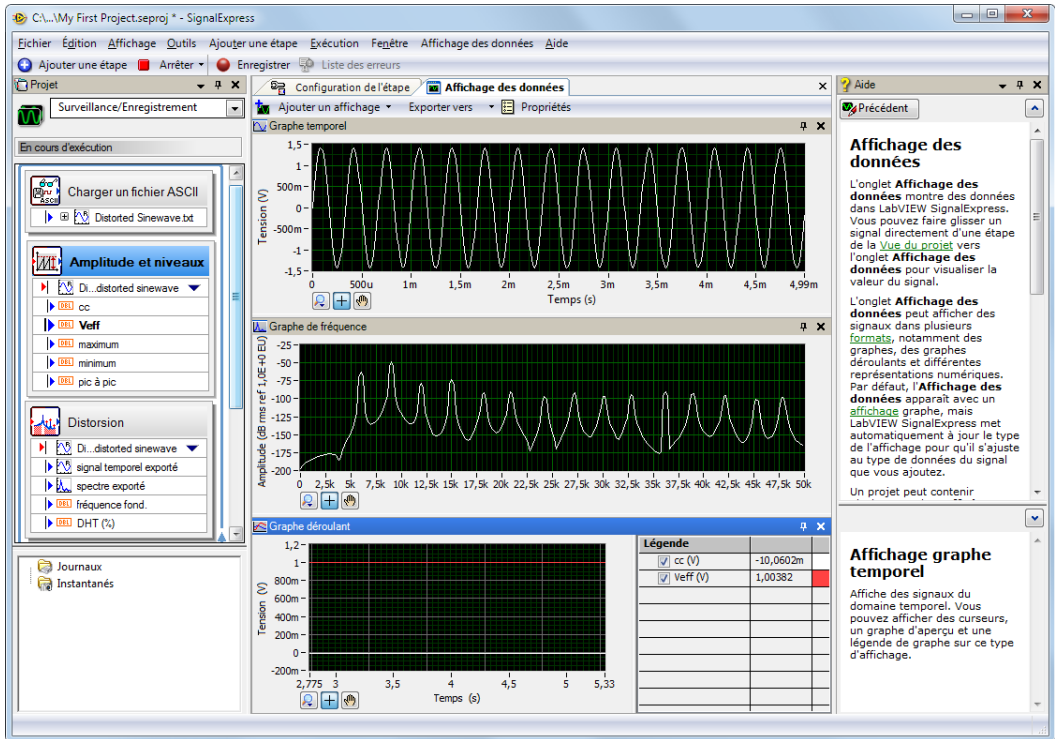 C:\...\My First Project.seproj * - SignalExpress
Fichier Édition Affichage Outils Ajouter une étape Exécution Fenêtre Affichage des données Aide
Ajouter une étape Arrêter Enregistrer Liste des erreurs
Projet
Surveillance/Enregistrement
En cours d'exécution
Charger un fichier ASCII
Distorted Sinewave.txt
Amplitude et niveaux
Di...distorted sinewave
DBL cc
DBL Veff
DBL maximum
DBL minimum
DBL pic à pic
Distorsion
Di...distorted sinewave
signal temporel exporté
spectre exporté
DBL fréquence fond.
DBL DHT (%)
Journaux
Instantanés
Configuration de l'étape Affichage des données
Ajouter un affichage Exporter vers Propriétés
Graphe temporel
Tension (V)
1,5
1
500m
0
-500m
-1
-1,5
0 500u 1m 1,5m 2m 2,5m 3m 3,5m 4m 4,5m 4,99m
Temps (s)
Graphe de fréquence
Amplitude (dB rms ref 1,0E+0 EU)
-25
-50
-75
-100
-125
-150
-175
-200
0 2,5k 5k 7,5k 10k 12,5k 15k 17,5k 20k 22,5k 25k 27,5k 30k 32,5k 35k 37,5k 40k 42,5k 45k 47,5k 50k
Graphe déroulant
Tension (V)
1,2
1
800m
600m
400m
200m
0
-200m
2,775 3 3,5 4 4,5 5 5,33
Temps (s)
Légende
cc (V) -10,0602m
Veff (V) 1,00382
Aide
Précédent
Affichage des
données
L'onglet Affichage des
données montre des données
dans LabVIEW SignalExpress.
Vous pouvez faire glisser un
signal directement d'une étape
de la Vue du projet vers
l'onglet Affichage des
données pour visualiser la
valeur du signal.
L'onglet Affichage des
données peut afficher des
signaux dans plusieurs
formats, notamment des
graphes, des graphes
déroulants et différentes
représentations numériques.
Par défaut, l'Affichage des
données apparaît avec un
affichage graphe, mais
LabVIEW SignalExpress met
automatiquement à jour le type
de l'affichage pour qu'il s'ajuste
au type de données du signal
que vous ajoutez.
Un projet peut contenir
Affichage graphe
temporel
Affiche des signaux du
domaine temporel. Vous
pouvez afficher des curseurs,
un graphe d'aperçu et une
légende de graphe sur ce type
d'affichage.